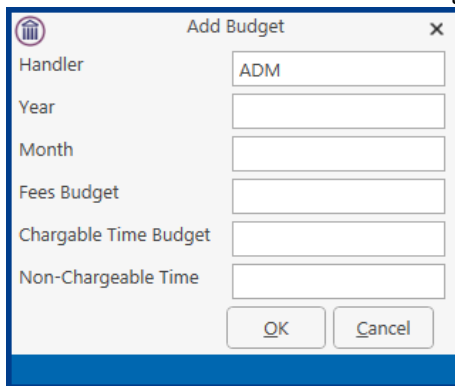 Add Budget
Handler ADM
Year
Month
Fees Budget
Chargable Time Budget
Non-Chargeable Time
OK Cancel